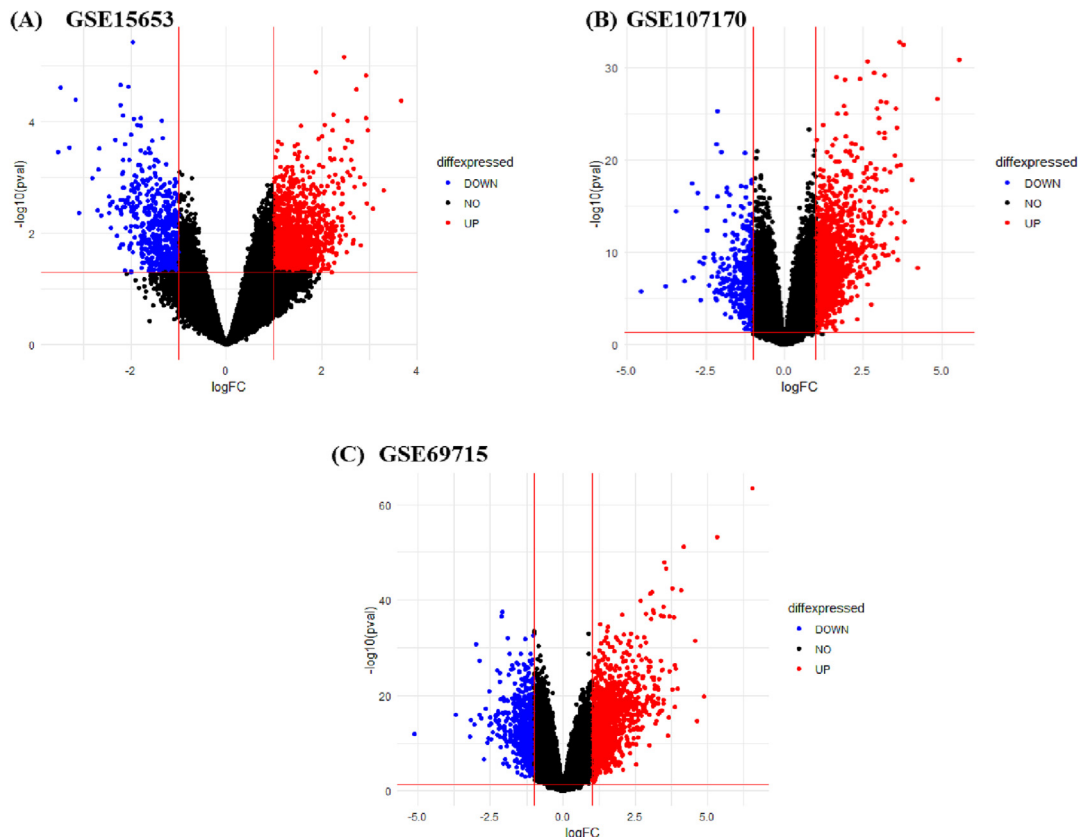 (A) GSE15653
-log10(pval)
4
2
0
-2
0
2
4
logFC
diffexpressed
DOWN
NO
UP
(B) GSE107170
-log10(pval)
30
20
10
0
-5.0
-2.5
0.0
2.5
5.0
logFC
diffexpressed
DOWN
NO
UP
(C) GSE69715
-log10(pval)
60
40
20
0
-5.0
-2.5
0.0
2.5
5.0
logFC
diffexpressed
DOWN
NO
UP